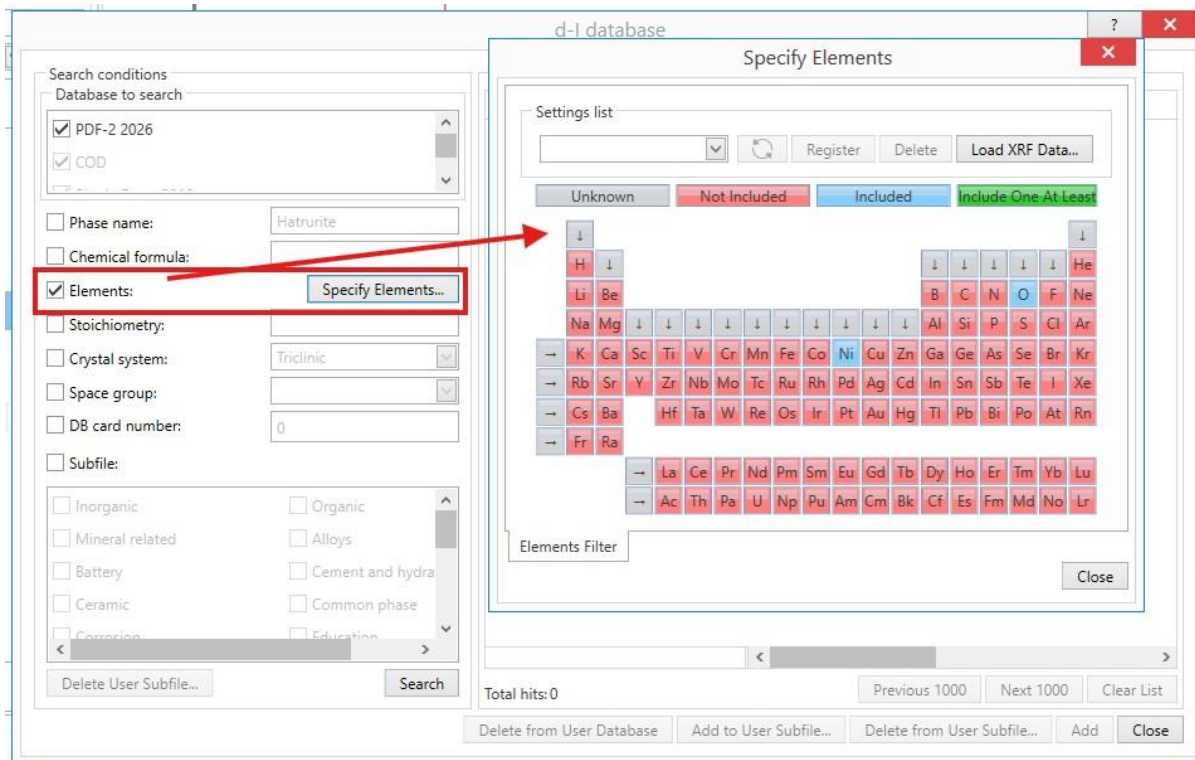 d-I database
?
×
Search conditions
Database to search
PDF-2 2026
COD
Phase name:
Hatrurite
Chemical formula:
Elements:
Specify Elements...
Stoichiometry:
Crystal system:
Triclinic
Space group:
DB card number:
0
Subfile:
Inorganic
Organic
Mineral related
Alloys
Battery
Cement and hydra
Ceramic
Common phase
Corrosion
Education
Delete User Subfile...
Search
Specify Elements
×
Settings list
Register
Delete
Load XRF Data...
Unknown
Not Included
Included
Include One At Least
↓ ↓
H ↓ ↓ ↓ ↓ ↓ ↓ He
Li Be B C N O F Ne
Na Mg ↓ ↓ ↓ ↓ ↓ ↓ ↓ ↓ ↓ ↓ Al Si P S Cl Ar
→ K Ca Sc Ti V Cr Mn Fe Co Ni Cu Zn Ga Ge As Se Br Kr
→ Rb Sr Y Zr Nb Mo Tc Ru Rh Pd Ag Cd In Sn Sb Te I Xe
→ Cs Ba Hf Ta W Re Os Ir Pt Au Hg Tl Pb Bi Po At Rn
→ Fr Ra
→ La Ce Pr Nd Pm Sm Eu Gd Tb Dy Ho Er Tm Yb Lu
→ Ac Th Pa U Np Pu Am Cm Bk Cf Es Fm Md No Lr
Elements Filter
Close
Total hits: 0
Previous 1000
Next 1000
Clear List
Delete from User Database
Add to User Subfile...
Delete from User Subfile...
Add
Close